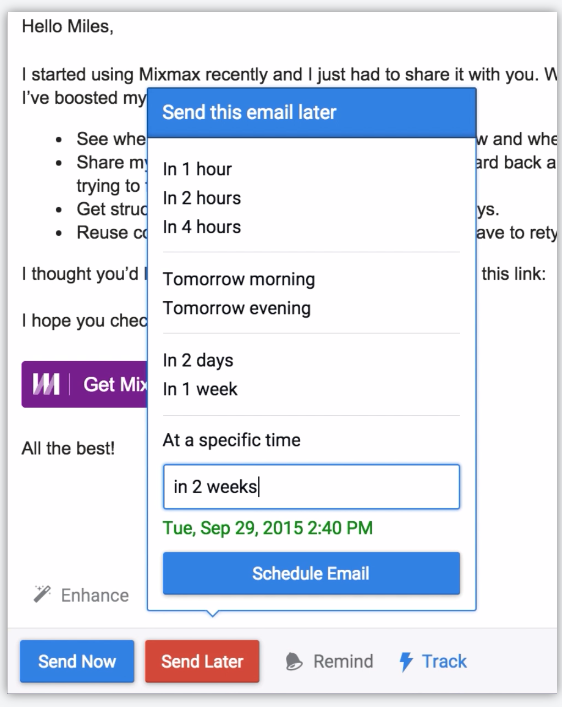 Hello Miles,
I started using Mixmax recently and I just had to share it with you. W
I've boosted my
Send this email later
See whe w and whe
Share my ard back a
trying to
Get struc ys.
Reuse co ave to rety
In 1 hour
In 2 hours
In 4 hours
Tomorrow morning
Tomorrow evening
I thought you'd l this link:
I hope you chec
In 2 days
In 1 week
Get Mix
At a specific time
All the best!
in 2 weeks
Tue, Sep 29, 2015 2:40 PM
Schedule Email
Enhance
Send Now Send Later Remind Track